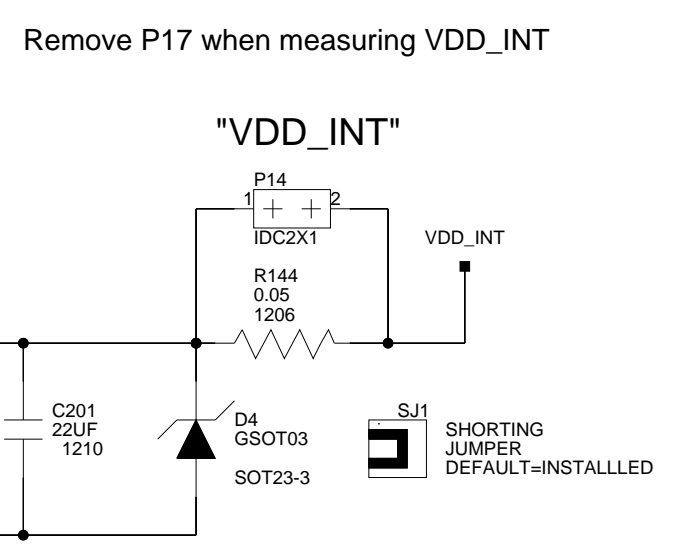 Remove P17 when measuring VDD_INT
"VDD_INT"
P14
1 2
IDC2X1
VDD_INT
R144
0.05
1206
C201
22UF
1210
D4
GSOT03
SOT23-3
SJ1
SHORTING
JUMPER
DEFAULT=INSTALLLED